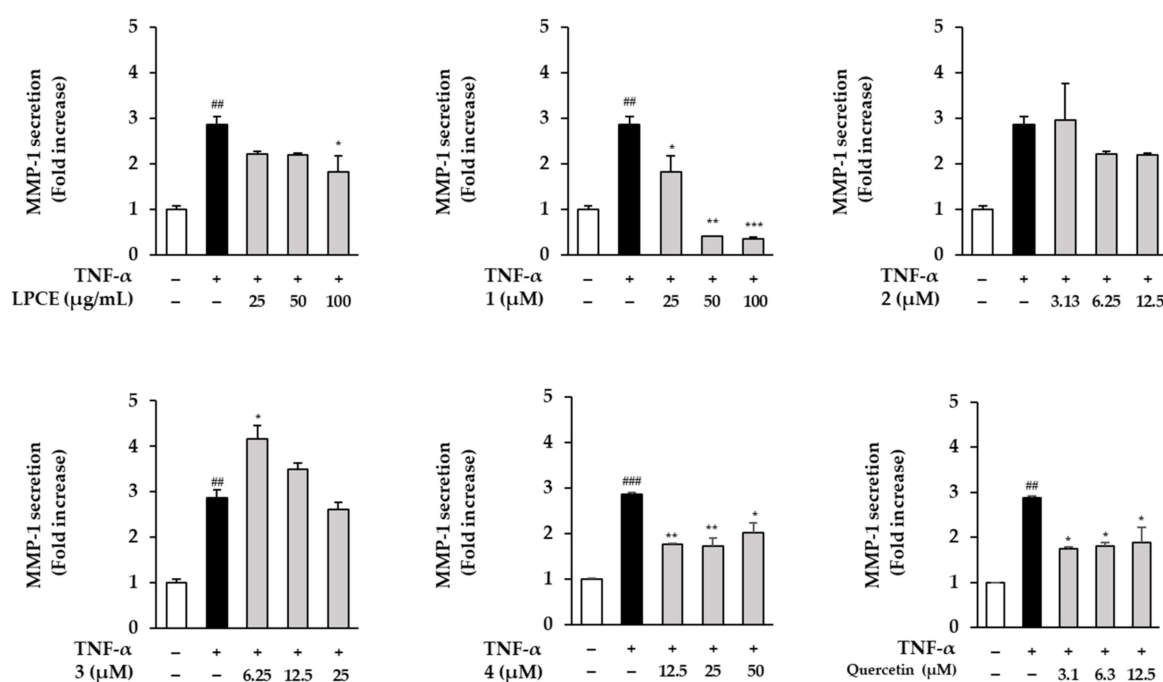 MMP-1 secretion
(Fold increase)
5
4
3
2
1
0
##
*
TNF-α – + + + +
LPCE (µg/mL) – – 25 50 100
MMP-1 secretion
(Fold increase)
5
4
3
2
1
0
##
*
**
***
TNF-α – + + + +
1 (µM) – – 25 50 100
MMP-1 secretion
(Fold increase)
5
4
3
2
1
0
TNF-α – + + + +
2 (µM) – – 3.13 6.25 12.5
MMP-1 secretion
(Fold increase)
5
4
3
2
1
0
##
*
TNF-α – + + + +
3 (µM) – – 6.25 12.5 25
MMP-1 secretion
(Fold increase)
5
4
3
2
1
0
###
**
**
*
TNF-α – + + + +
4 (µM) – – 12.5 25 50
MMP-1 secretion
(Fold increase)
5
4
3
2
1
0
##
*
*
*
TNF-α – + + + +
Quercetin (µM) – – 3.1 6.3 12.5